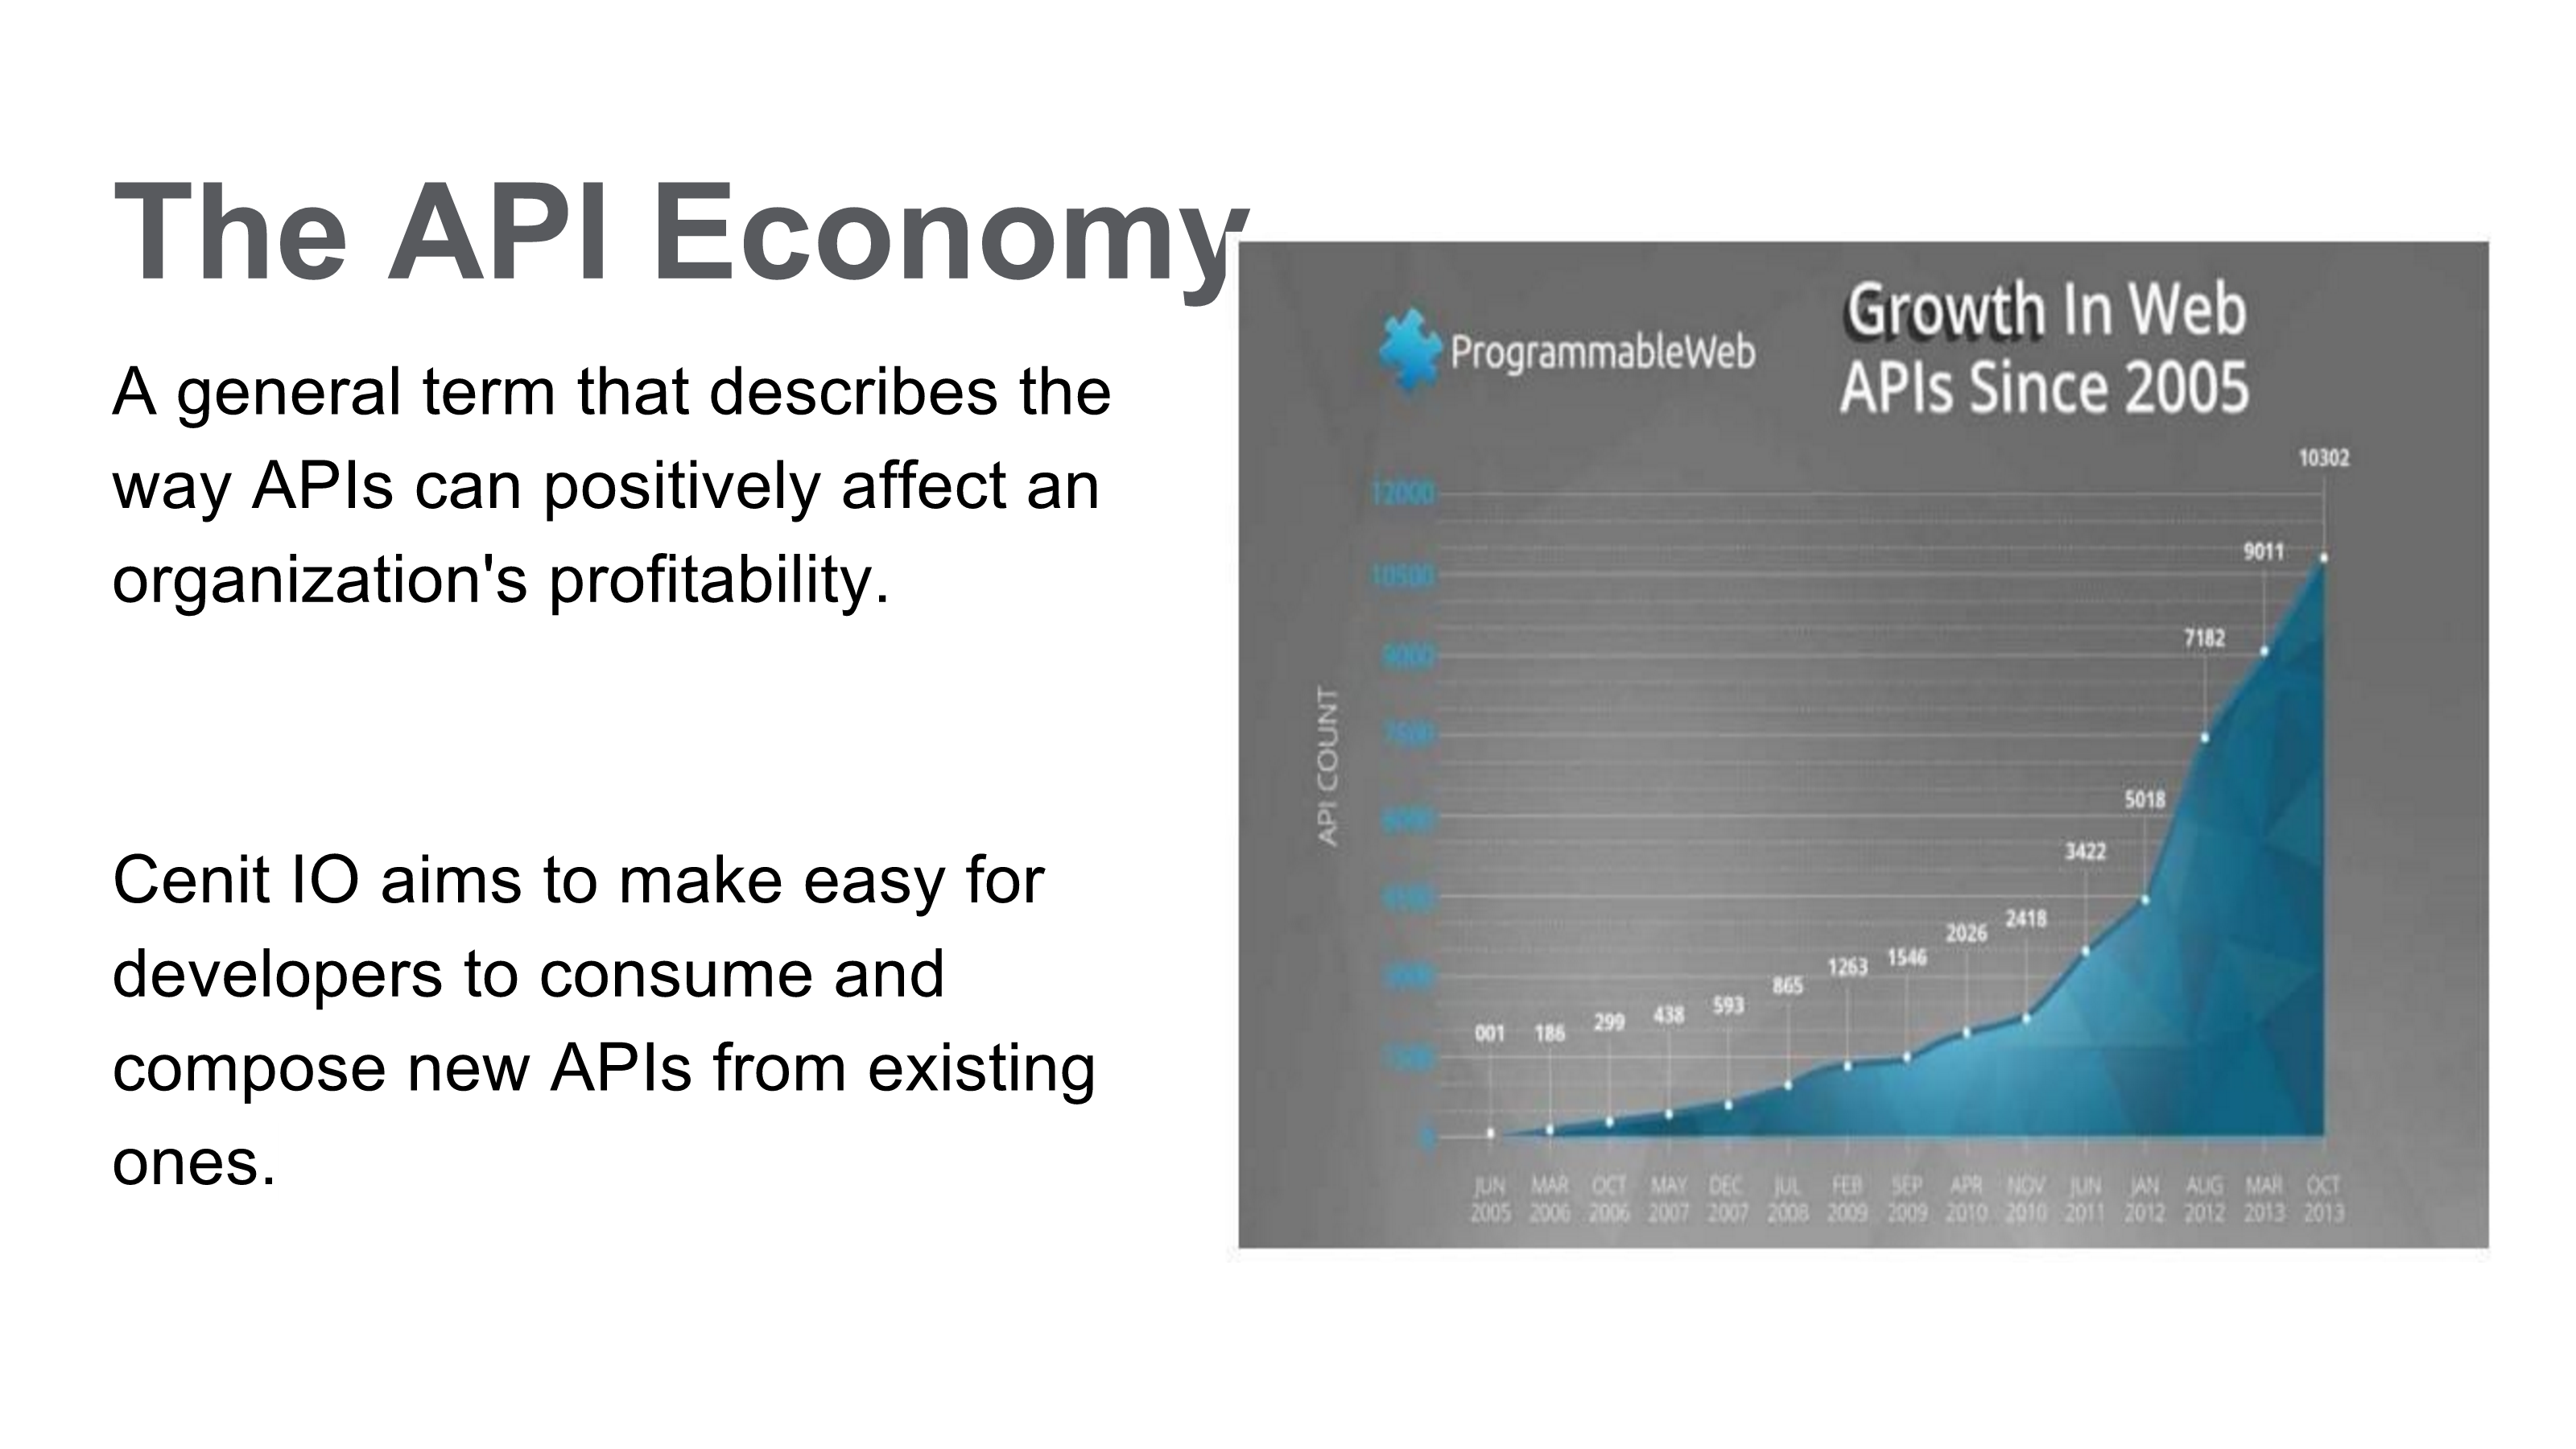 The API Economy
A general term that describes the
way APIs can positively affect an
organization's profitability.
Cenit IO aims to make easy for
developers to consume and
compose new APIs from existing
ones.
ProgrammableWeb
Growth In Web
APIs Since 2005
API COUNT
12000
10500
9000
7500
6000
4500
3000
1500
0
001 186 299 438 593 865 1263 1546 2026 2418 3422 5018 7182 9011 10302
JUN MAR OCT MAY DEC JUL FEB SEP APR NOV JUN JAN AUG MAR OCT
2005 2006 2006 2007 2007 2008 2009 2009 2010 2010 2011 2012 2012 2013 2013